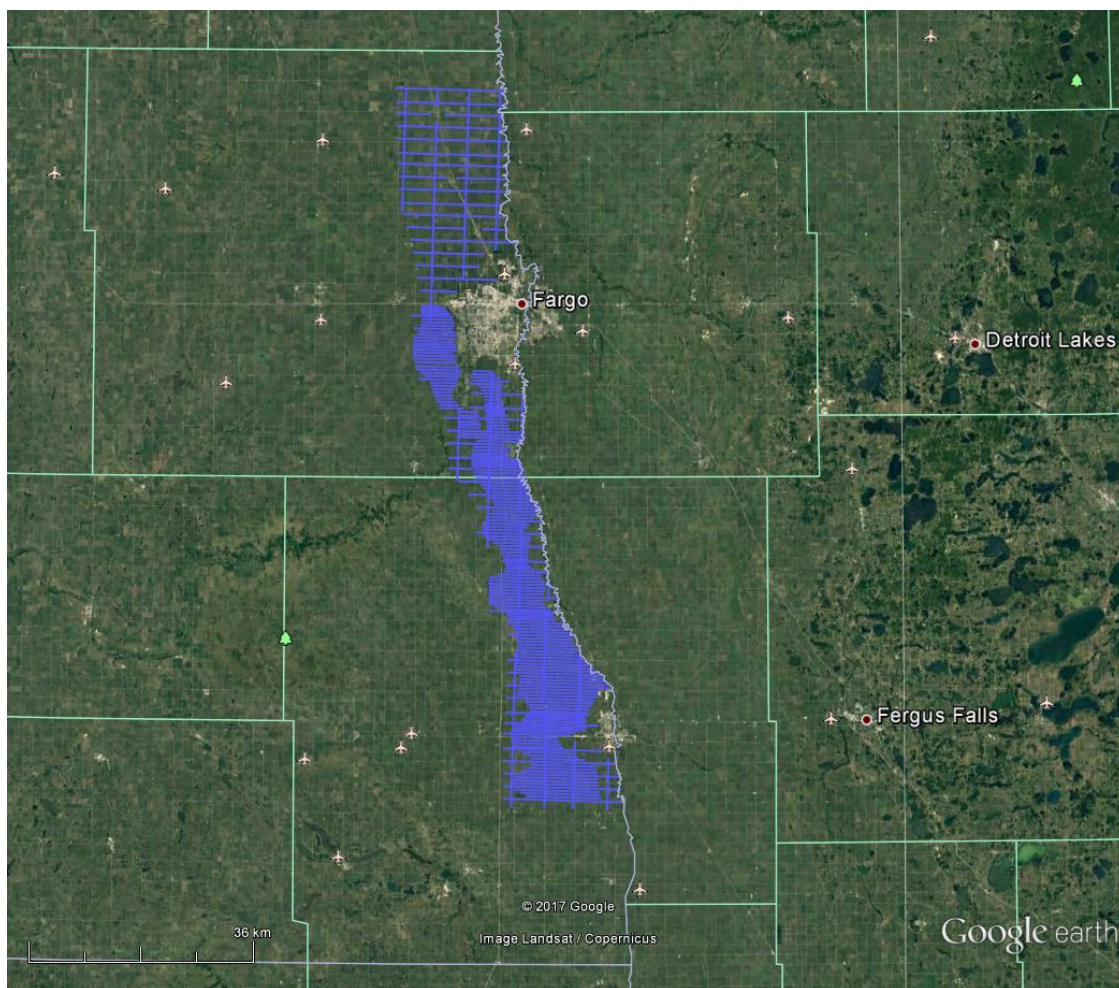 Fargo
Detroit Lakes
Fergus Falls
© 2017 Google
36 km
Image Landsat / Copernicus
Google earth